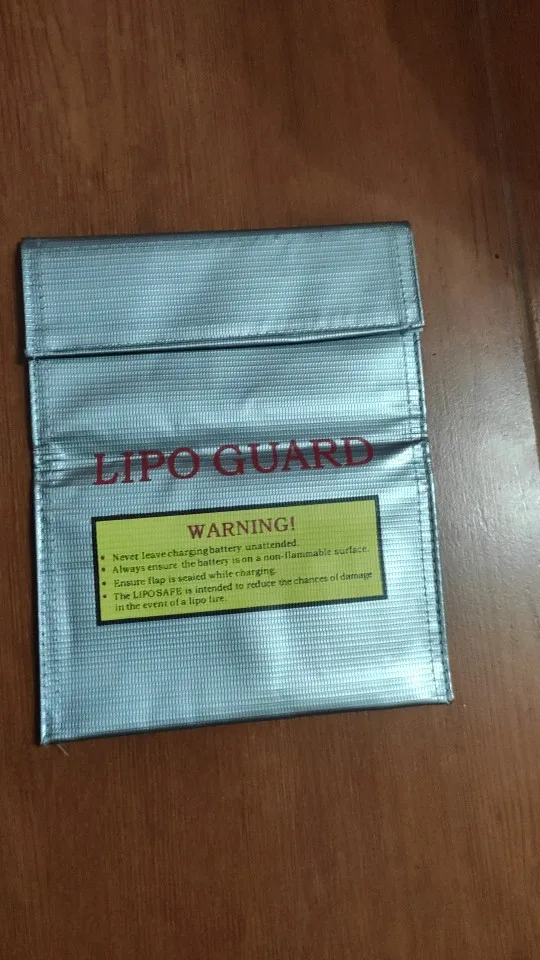 LIPO GUARD
WARNING!
• Never leave charging battery unattended.
• Always ensure the battery is on a non-flammable surface.
• Ensure flap is sealed while charging.
• The LIPOSAFE is intended to reduce the chances of damage
in the event of a lipo fire.